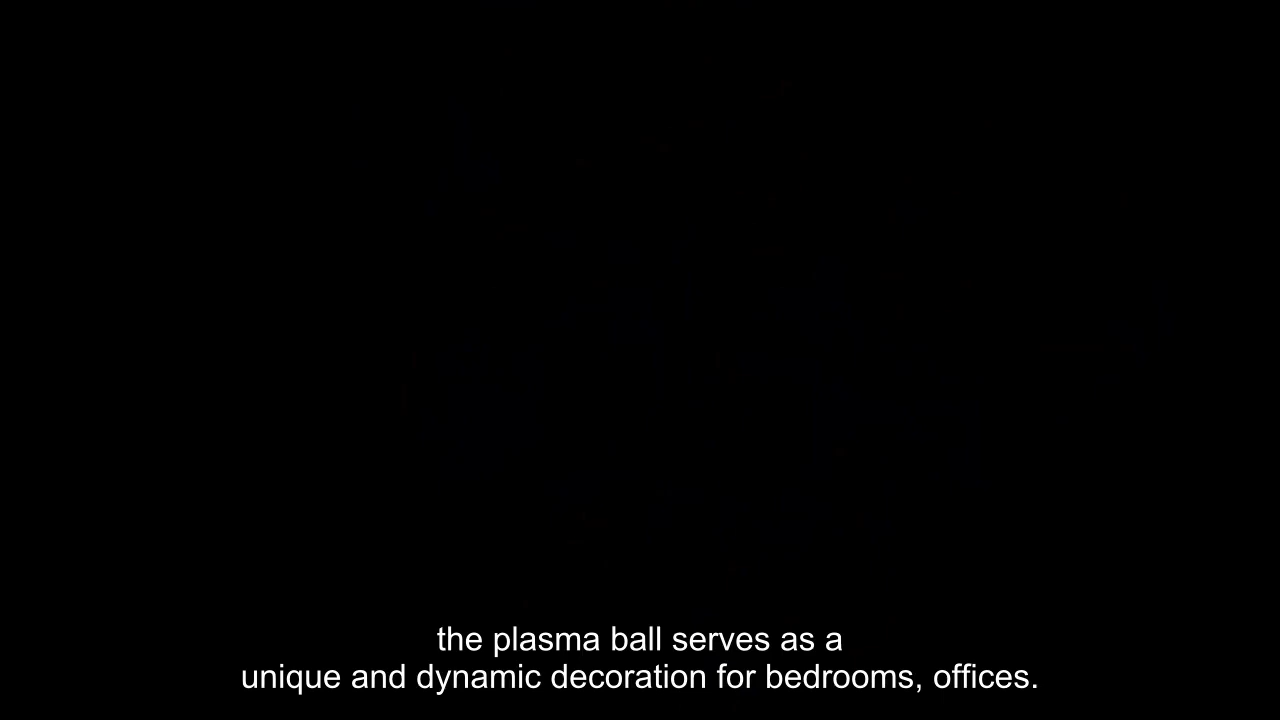 the plasma ball serves as a
unique and dynamic decoration for bedrooms, offices.